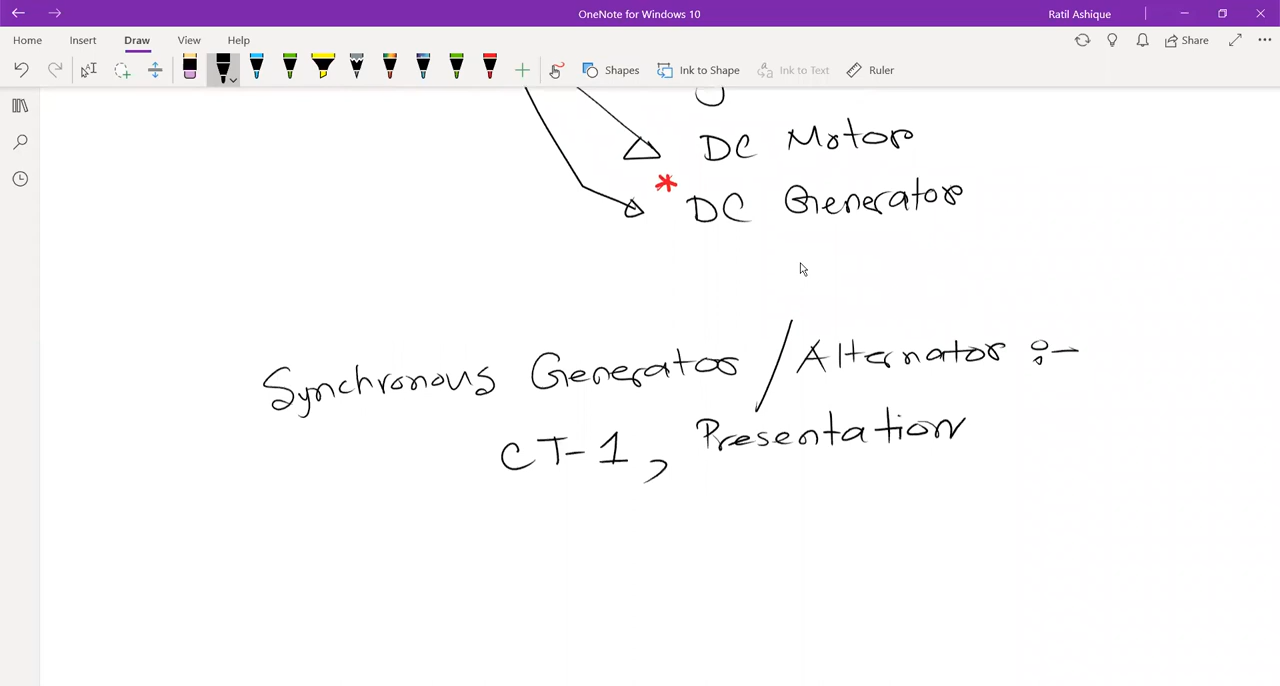 OneNote for Windows 10
Ratil Ashique
Home Insert Draw View Help
Share
Shapes Ink to Shape Ink to Text Ruler
DC Motor
* DC Generator
Synchronous Generator / Alternator :-
CT-1, Presentation